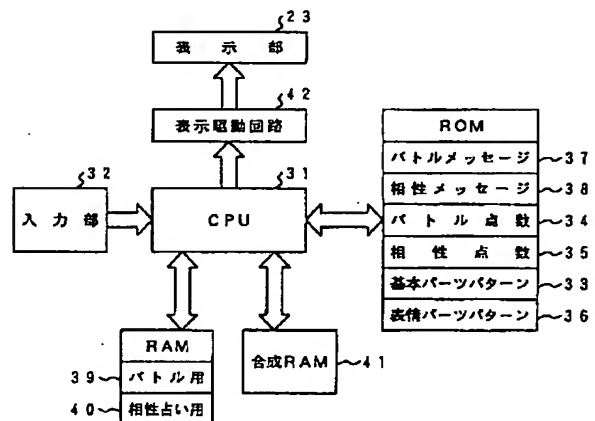 23
表示部
42
表示駆動回路
32
入力部
31
CPU
ROM
バトルメッセージ 37
相性メッセージ 38
バトル点数 34
相性点数 35
基本パーツパターン 33
表情パーツパターン 36
RAM
39 バトル用
40 相性占い用
合成RAM 41